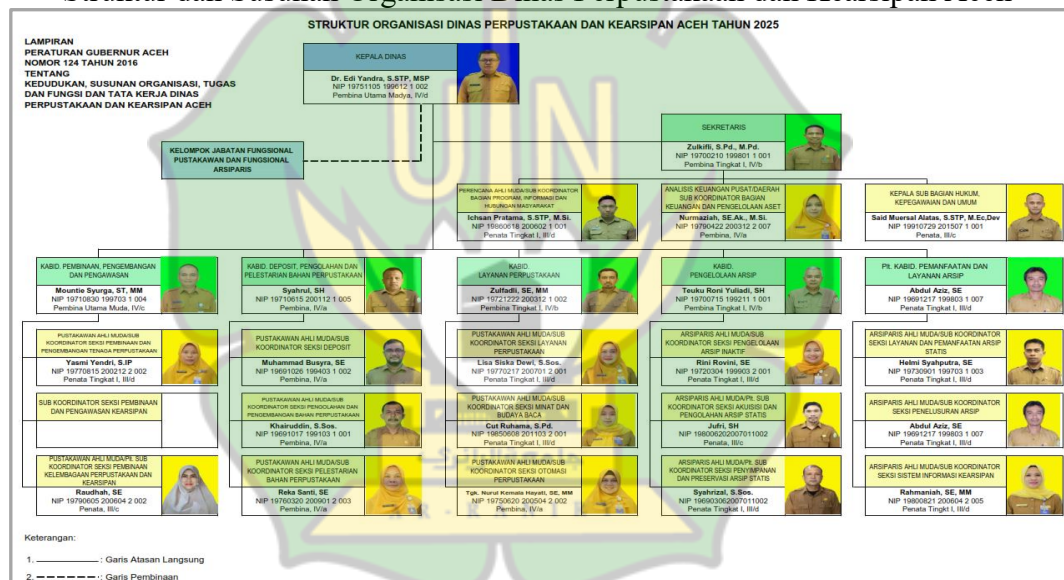 Struktur dan Susunan Organisasi Dinas Perpustakaan dan Kearsipan Aceh
STRUKTUR ORGANISASI DINAS PERPUSTAKAAN DAN KEARSIPAN ACEH TAHUN 2025
LAMPIRAN
PERATURAN GUBERNUR ACEH
NOMOR 124 TAHUN 2016
TENTANG
KEDUDUKAN, SUSUNAN ORGANISASI, TUGAS
DAN FUNGSI DAN TATA KERJA DINAS
PERPUSTAKAAN DAN KEARSIPAN ACEH
KEPALA DINAS
Dr. Edi Yandra, S.STP, MSP
NIP 19751105 199612 1 002
Pembina Utama Madya, IV/d
SEKRETARIS
Zulkifli, S.Pd., M.Pd.
NIP 19700210 199801 1 001
Pembina Tingkat I, IV/b
KELOMPOK JABATAN FUNGSIONAL
PUSTAKAWAN DAN FUNGSIONAL
ARSIPARIS
PERENCANA AHLI MUDA/SUB KOORDINATOR
BAGIAN PROGRAM, INFORMASI DAN
HUBUNGAN MASYARAKAT
Ichsan Pratama, S.STP, M.Si.
NIP 19860618 200602 1 001
Penata Tingkat I, III/d
ANALISIS KEUANGAN PUSAT/DAERAH
SUB KOORDINATOR BAGIAN
KEUANGAN DAN PENGELOLAAN ASET
Nurmaziah, SE.Ak., M.Si.
NIP 19790422 200312 2 007
Pembina, IV/a
KEPALA SUB BAGIAN HUKUM,
KEPEGAWAIAN DAN UMUM
Said Muersal Alatas, S.STP, M.Ec,Dev
NIP 19910729 201507 1 001
Penata, III/c
KABID. PEMBINAAN, PENGEMBANGAN
DAN PENGAWASAN
Mountie Syurga, ST, MM
NIP 19710830 199703 1 004
Pembina Utama Muda, IV/c
KABID. DEPOSIT, PENGOLAHAN DAN
PELESTARIAN BAHAN PERPUSTAKAAN
Syahrul, SH
NIP 19710615 200112 1 005
Pembina, IV/a
KABID.
LAYANAN PERPUSTAKAAN
Zulfadli, SE, MM
NIP 19721222 200312 1 002
Pembina Tingkat I, IV/b
KABID.
PENGELOLAAN ARSIP
Teuku Roni Yuliadi, SH
NIP 19700715 199211 1 001
Pembina Tingkat I, IV/b
Plt. KABID. PEMANFAATAN DAN
LAYANAN ARSIP
Abdul Aziz, SE
NIP 19691217 199803 1 007
Penata Tingkat I, III/d
PUSTAKAWAN AHLI MUDA/SUB
KOORDINATOR SEKSI PEMBINAAN DAN
PENGEMBANGAN TENAGA PERPUSTAKAAN
Yasmi Yendri, S.IP
NIP 19770815 200212 2 002
Penata Tingkat I, III/d
PUSTAKAWAN AHLI MUDA/SUB
KOORDINATOR SEKSI DEPOSIT
Muhammad Busyra, SE
NIP 19691026 199403 1 002
Pembina, IV/a
PUSTAKAWAN AHLI MUDA/SUB
KOORDINATOR SEKSI LAYANAN
PERPUSTAKAAN
Lisa Siska Dewi, S.Sos.
NIP 19770217 200701 2 001
Penata Tingkat I, III/d
ARSIPARIS AHLI MUDA/SUB
KOORDINATOR SEKSI PENGELOLAAN
ARSIP INAKTIF
Rini Rovini, SE
NIP 19720304 199903 2 001
Penata Tingkat I, III/d
ARSIPARIS AHLI MUDA/SUB KOORDINATOR
SEKSI LAYANAN DAN PEMANFAATAN ARSIP
STATIS
Helmi Syahputra, SE
NIP 19730901 199703 1 003
Penata Tingkat I, III/d
SUB KOORDINATOR SEKSI PEMBINAAN
DAN PENGAWASAN KEARSIPAN
PUSTAKAWAN AHLI MUDA/SUB
KOORDINATOR SEKSI PENGOLAHAN DAN
PENGEMBANGAN BAHAN PERPUSTAKAAN
Khairuddin, S.Sos.
NIP 19691017 199103 1 001
Pembina, IV/a
PUSTAKAWAN AHLI MUDA/SUB
KOORDINATOR SEKSI MINAT DAN
BUDAYA BACA
Cut Ruhama, S.Pd.
NIP 19850608 201103 2 001
Penata Tingkat I, III/d
ARSIPARIS AHLI MUDA/Plt. SUB
KOORDINATOR SEKSI AKUISISI DAN
PENGOLAHAN ARSIP STATIS
Jufri, SH
NIP 198006202007011002
Penata, III/c
ARSIPARIS AHLI MUDA/SUB KOORDINATOR
SEKSI PENELUSURAN ARSIP
Abdul Aziz, SE
NIP 19691217 199803 1 007
Penata Tingkat I, III/d
PUSTAKAWAN AHLI MUDA/Plt. SUB
KOORDINATOR SEKSI PEMBINAAN
KELEMBAGAAN PERPUSTAKAAN DAN
KEARSIPAN
Raudhah, SE
NIP 19790605 200604 2 002
Penata, III/c
PUSTAKAWAN AHLI MUDA/SUB
KOORDINATOR SEKSI PELESTARIAN
BAHAN PERPUSTAKAAN
Reka Santi, SE
NIP 19760320 200901 2 003
Pembina, IV/a
PUSTAKAWAN AHLI MUDA/SUB
KOORDINATOR SEKSI OTOMASI
PERPUSTAKAAN
Tgk. Nurul Kemala Hayati, SE, MM
NIP 19750620 200504 2 002
Pembina, IV/a
ARSIPARIS AHLI MUDA/Plt. SUB
KOORDINATOR SEKSI PENYIMPANAN
DAN PRESERVASI ARSIP STATIS
Syahrizal, S.Sos.
NIP 196903062007011002
Penata Tingkt I, III/d
ARSIPARIS AHLI MUDA/SUB KOORDINATOR
SEKSI SISTEM INFORMASI KEARSIPAN
Rahmaniah, SE, MM
NIP 19800821 200604 2 005
Penata Tingkat I, III/d
Keterangan:
1. : Garis Atasan Langsung
2. : Garis Pembinaan
UIN
AR-RANIRY